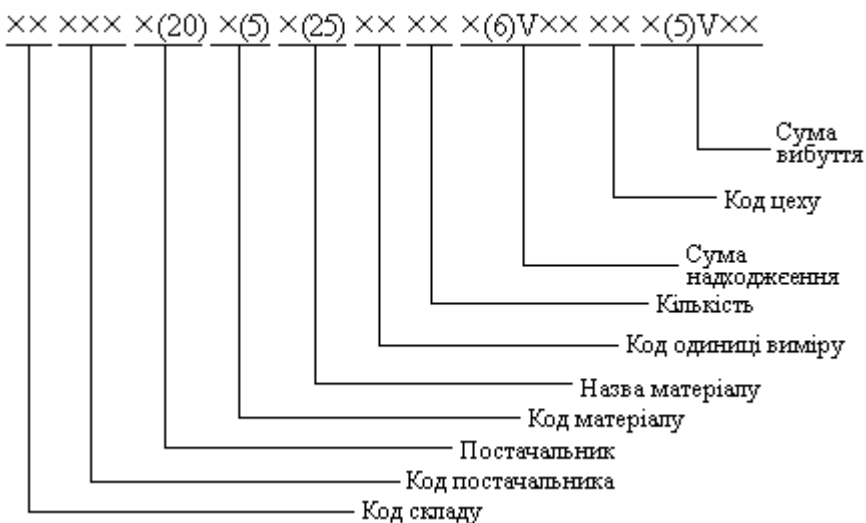 ×× ××× ×(20) ×(5) ×(25) ×× ×× ×(6)V×× ×× ×(5)V××
Сума
вибуття
Код цеху
Сума
надходжєення
Кількість
Код одиниці виміру
Назва матеріалу
Код матеріалу
Постачальник
Код постачальника
Код складу